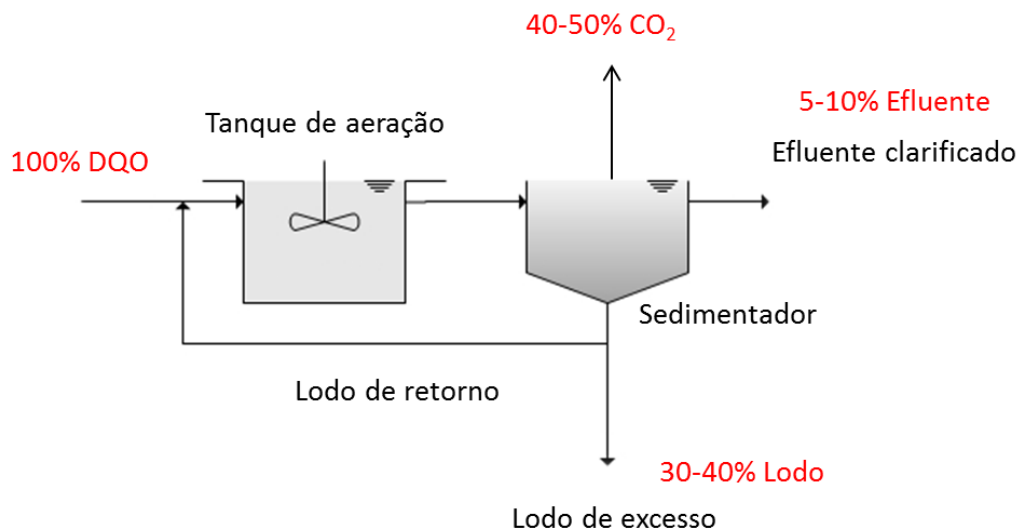 40-50% CO₂
5-10% Efluente
Tanque de aeração
Efluente clarificado
100% DQO
Sedimentador
Lodo de retorno
30-40% Lodo
Lodo de excesso